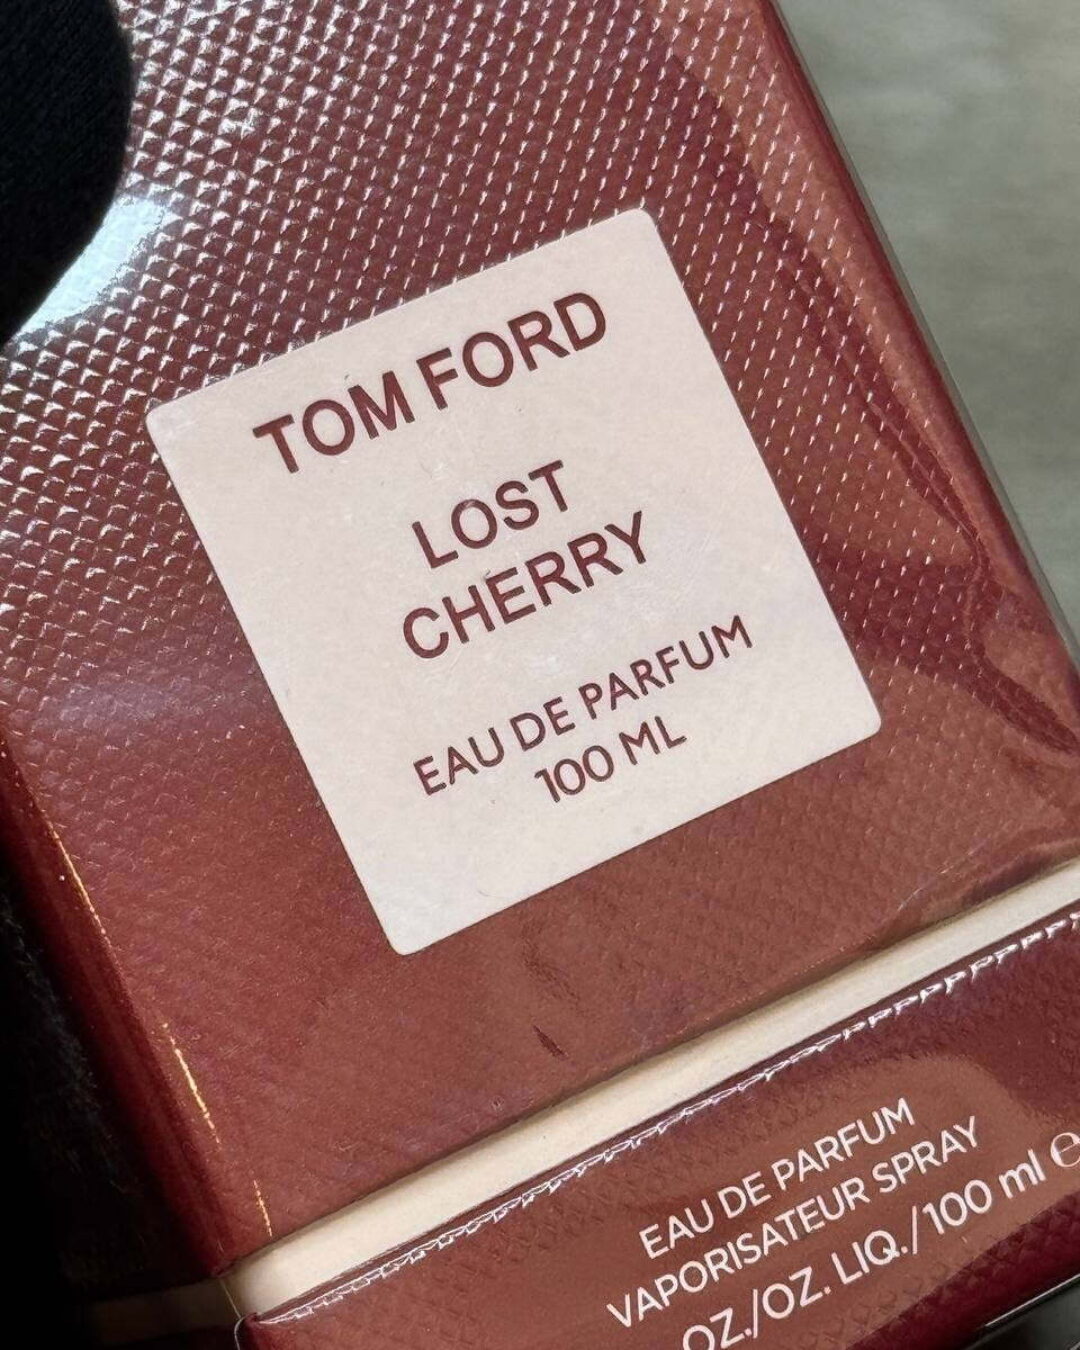 TOM FORD
LOST
CHERRY
EAU DE PARFUM
100 ML
EAU DE PARFUM
VAPORISATEUR SPRAY
OZ./OZ. LIQ./100 ml ℮